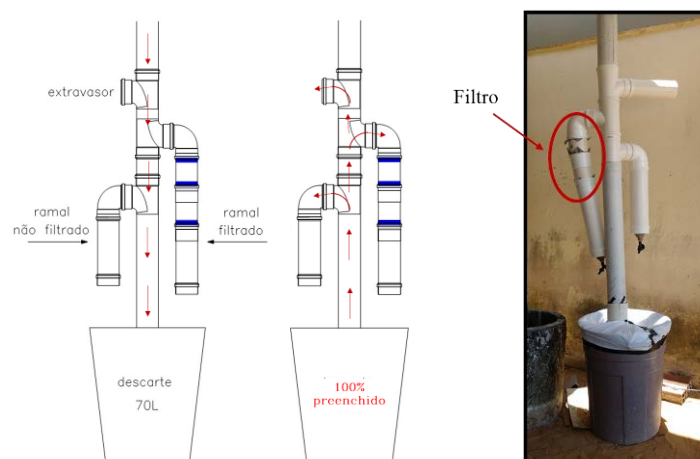 extravasor
ramal
não filtrado
ramal
filtrado
descarte
70L
100%
preenchido
Filtro